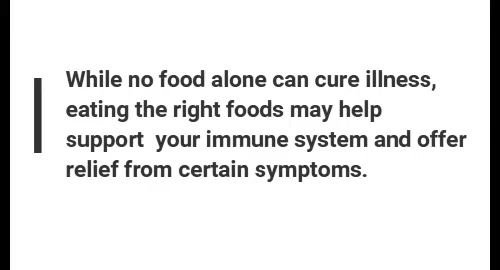 While no food alone can cure illness,
eating the right foods may help
support  your immune system and offer
relief from certain symptoms.